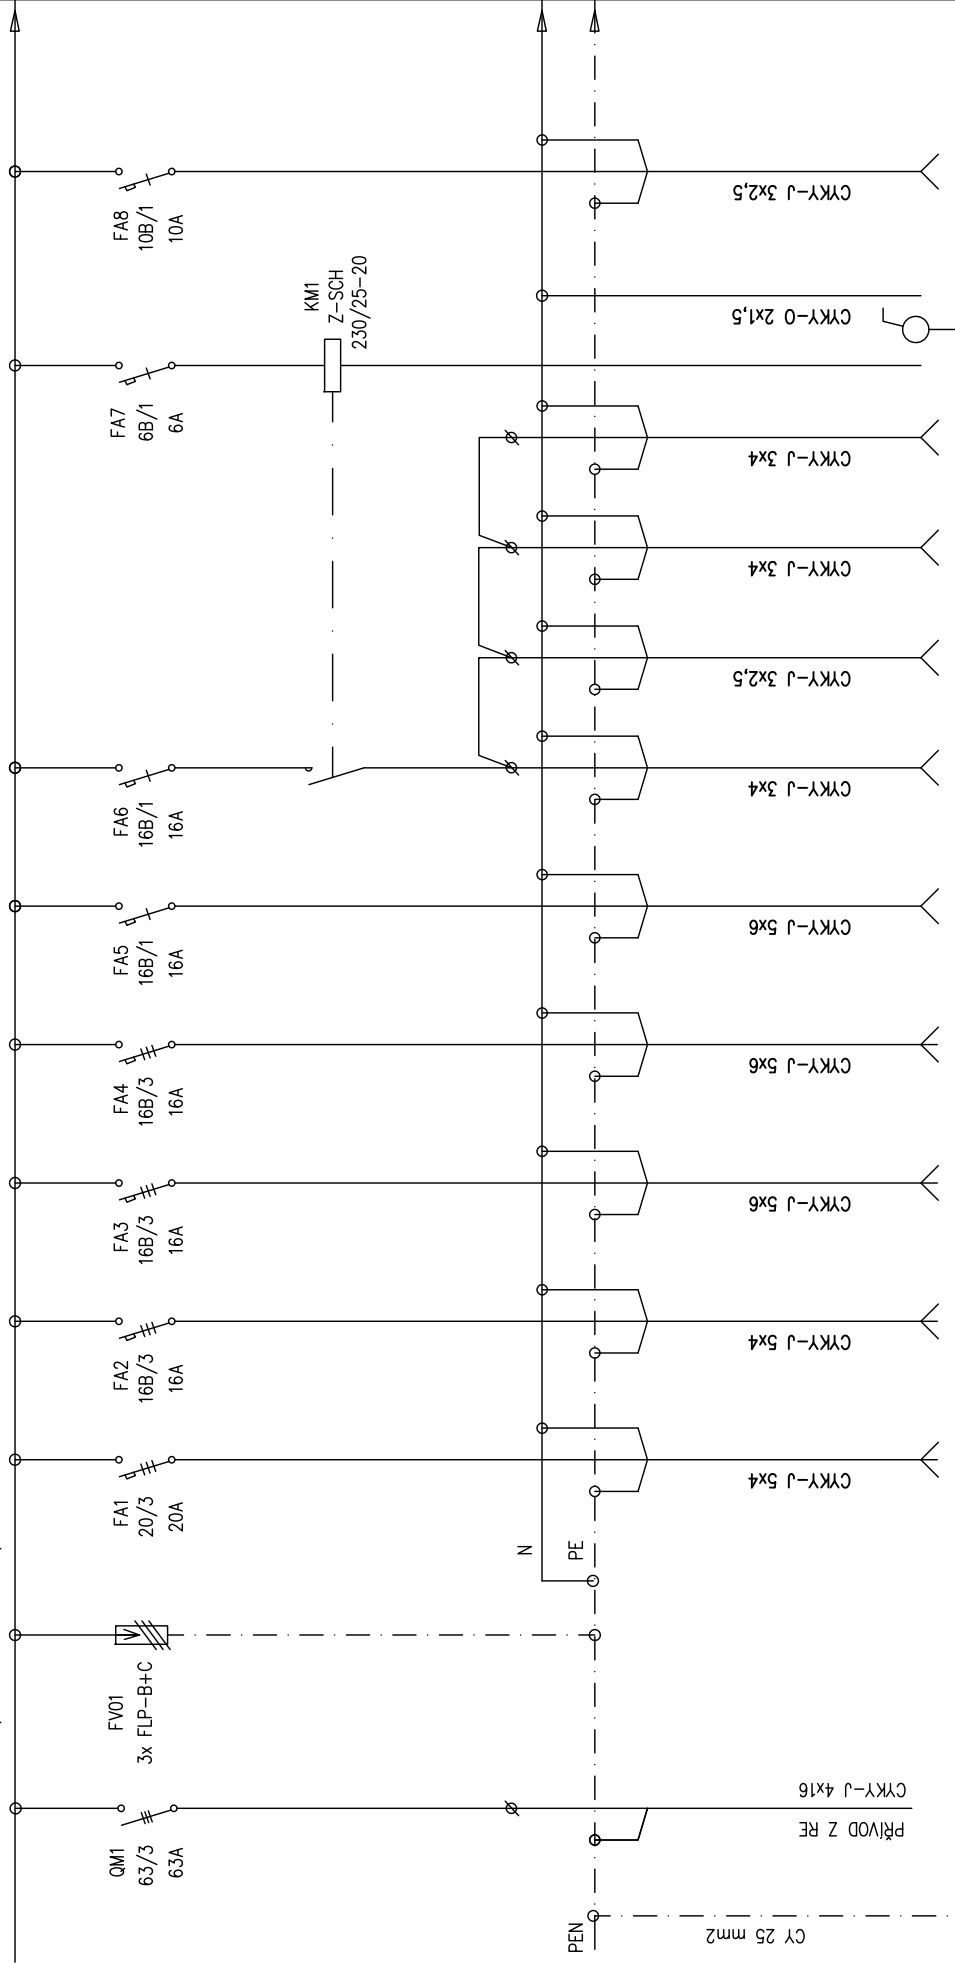 QM1
63/3
63A
FV01
3x FLP-B+C
FA1
20/3
20A
FA2
16B/3
16A
FA3
16B/3
16A
FA4
16B/3
16A
FA5
16B/1
16A
FA6
16B/1
16A
FA7
6B/1
6A
KM1
Z-SCH
230/25-20
FA8
10B/1
10A
N
PE
PEN
CY 25 mm2
PŘÍVOD Z RE
CYKY-J 4x16
CYKY-J 5x4
CYKY-J 5x4
CYKY-J 5x6
CYKY-J 5x6
CYKY-J 5x6
CYKY-J 3x4
CYKY-J 3x2,5
CYKY-J 3x4
CYKY-J 3x4
CYKY-O 2x1,5
CYKY-J 3x2,5